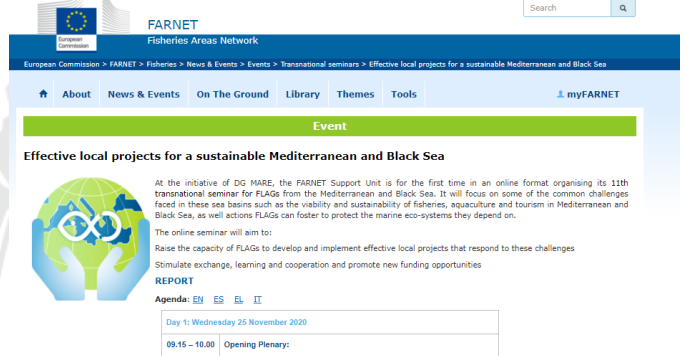 Search
European
Commission
FARNET
Fisheries Areas Network
European Commission > FARNET > Fisheries > News & Events > Events > Transnational seminars > Effective local projects for a sustainable Mediterranean and Black Sea
About News & Events On The Ground Library Themes Tools myFARNET
Event
Effective local projects for a sustainable Mediterranean and Black Sea
At the initiative of DG MARE, the FARNET Support Unit is for the first time in an online format organising its 11th
transnational seminar for FLAGs from the Mediterranean and Black Sea. It will focus on some of the common challenges
faced in these sea basins such as the viability and sustainability of fisheries, aquaculture and tourism in Mediterranean and
Black Sea, as well actions FLAGs can foster to protect the marine eco-systems they depend on.
The online seminar will aim to:
Raise the capacity of FLAGs to develop and implement effective local projects that respond to these challenges
Stimulate exchange, learning and cooperation and promote new funding opportunities
REPORT
Agenda: EN ES EL IT
Day 1: Wednesday 25 November 2020
09.15 – 10.00 Opening Plenary: